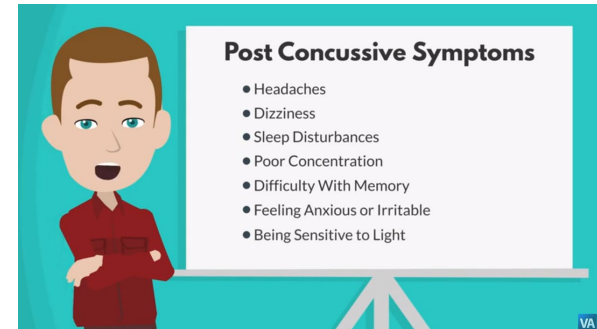 Post Concussive Symptoms
• Headaches
• Dizziness
• Sleep Disturbances
• Poor Concentration
• Difficulty With Memory
• Feeling Anxious or Irritable
• Being Sensitive to Light
VA